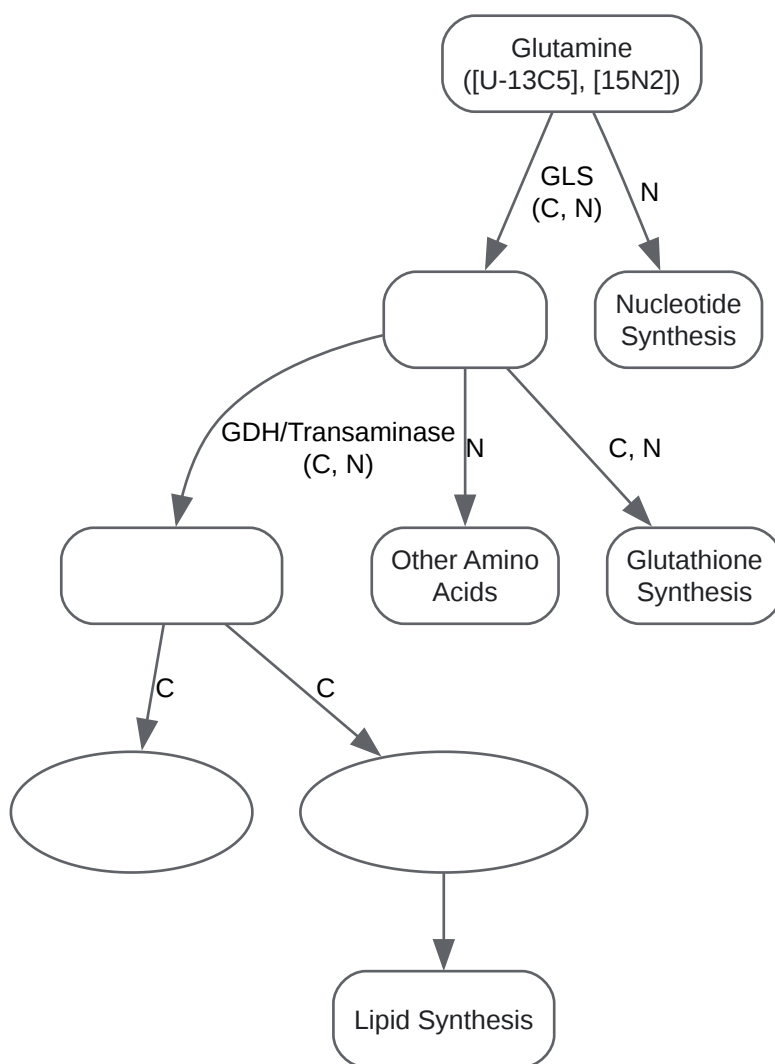 Glutamine
([U-13C5], [15N2])
GLS
(C, N)
N
Nucleotide
Synthesis
GDH/Transaminase
(C, N)
N
C, N
Other Amino
Acids
Glutathione
Synthesis
C
C
Lipid Synthesis